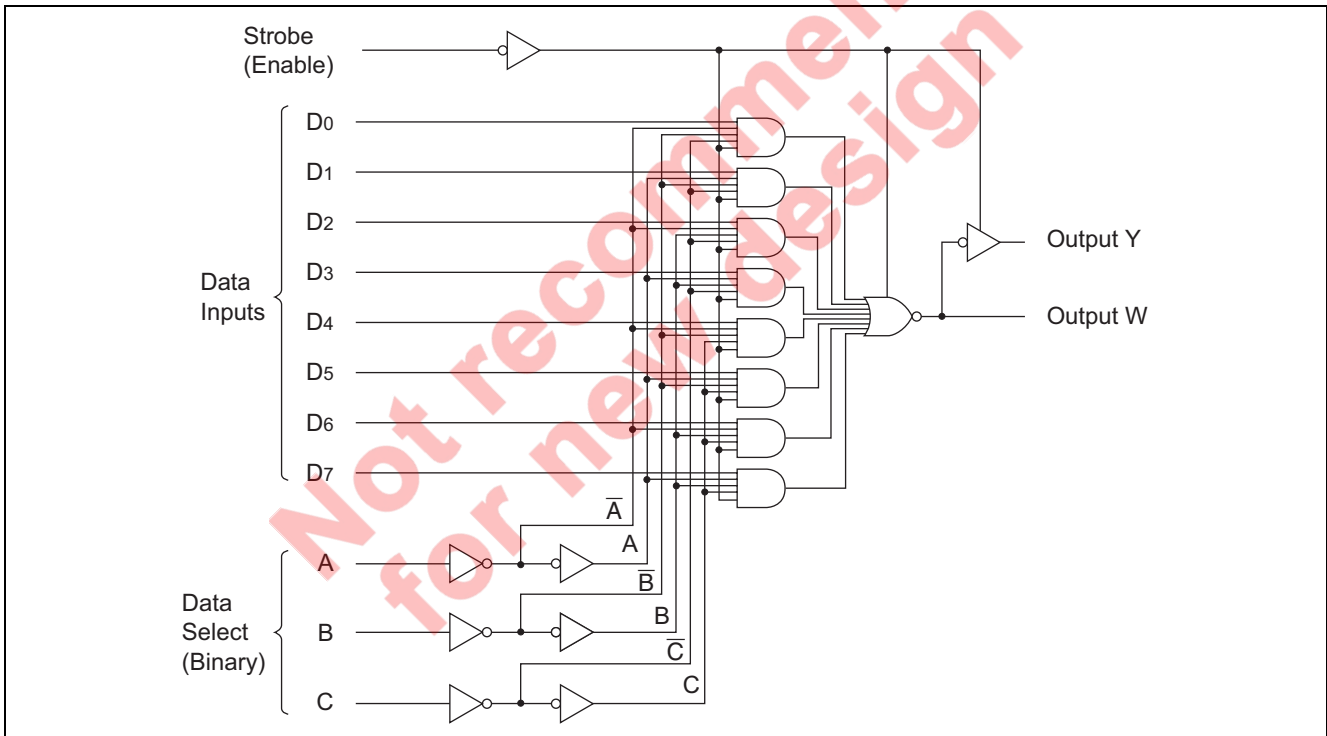 Strobe
(Enable)
D0
D1
D2
D3
D4
D5
D6
D7
Data
Inputs
Output Y
Output W
A̅
A
A
B̅
Data
Select
(Binary)
B
B
C̅
C
C
Not recommen
for new design